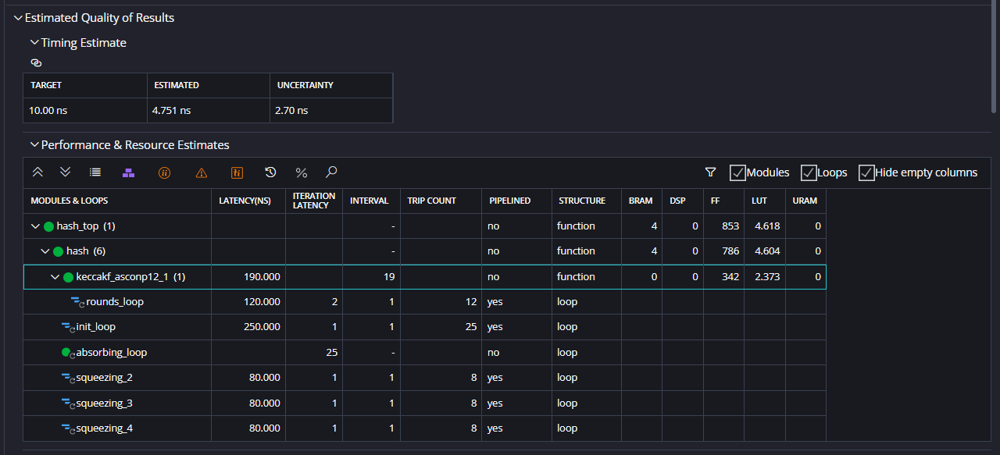 Estimated Quality of Results
Timing Estimate
TARGET ESTIMATED UNCERTAINTY
10.00 ns 4.751 ns 2.70 ns
Performance & Resource Estimates
Modules Loops Hide empty columns
MODULES & LOOPS LATENCY(NS) ITERATION LATENCY INTERVAL TRIP COUNT PIPELINED STRUCTURE BRAM DSP FF LUT URAM
hash_top (1) - no function 4 0 853 4.618 0
hash (6) - no function 4 0 786 4.604 0
keccakf_asconp12_1 (1) 190.000 19 no function 0 0 342 2.373 0
rounds_loop 120.000 2 1 12 yes loop
init_loop 250.000 1 1 25 yes loop
absorbing_loop 25 - no loop
squeezing_2 80.000 1 1 8 yes loop
squeezing_3 80.000 1 1 8 yes loop
squeezing_4 80.000 1 1 8 yes loop